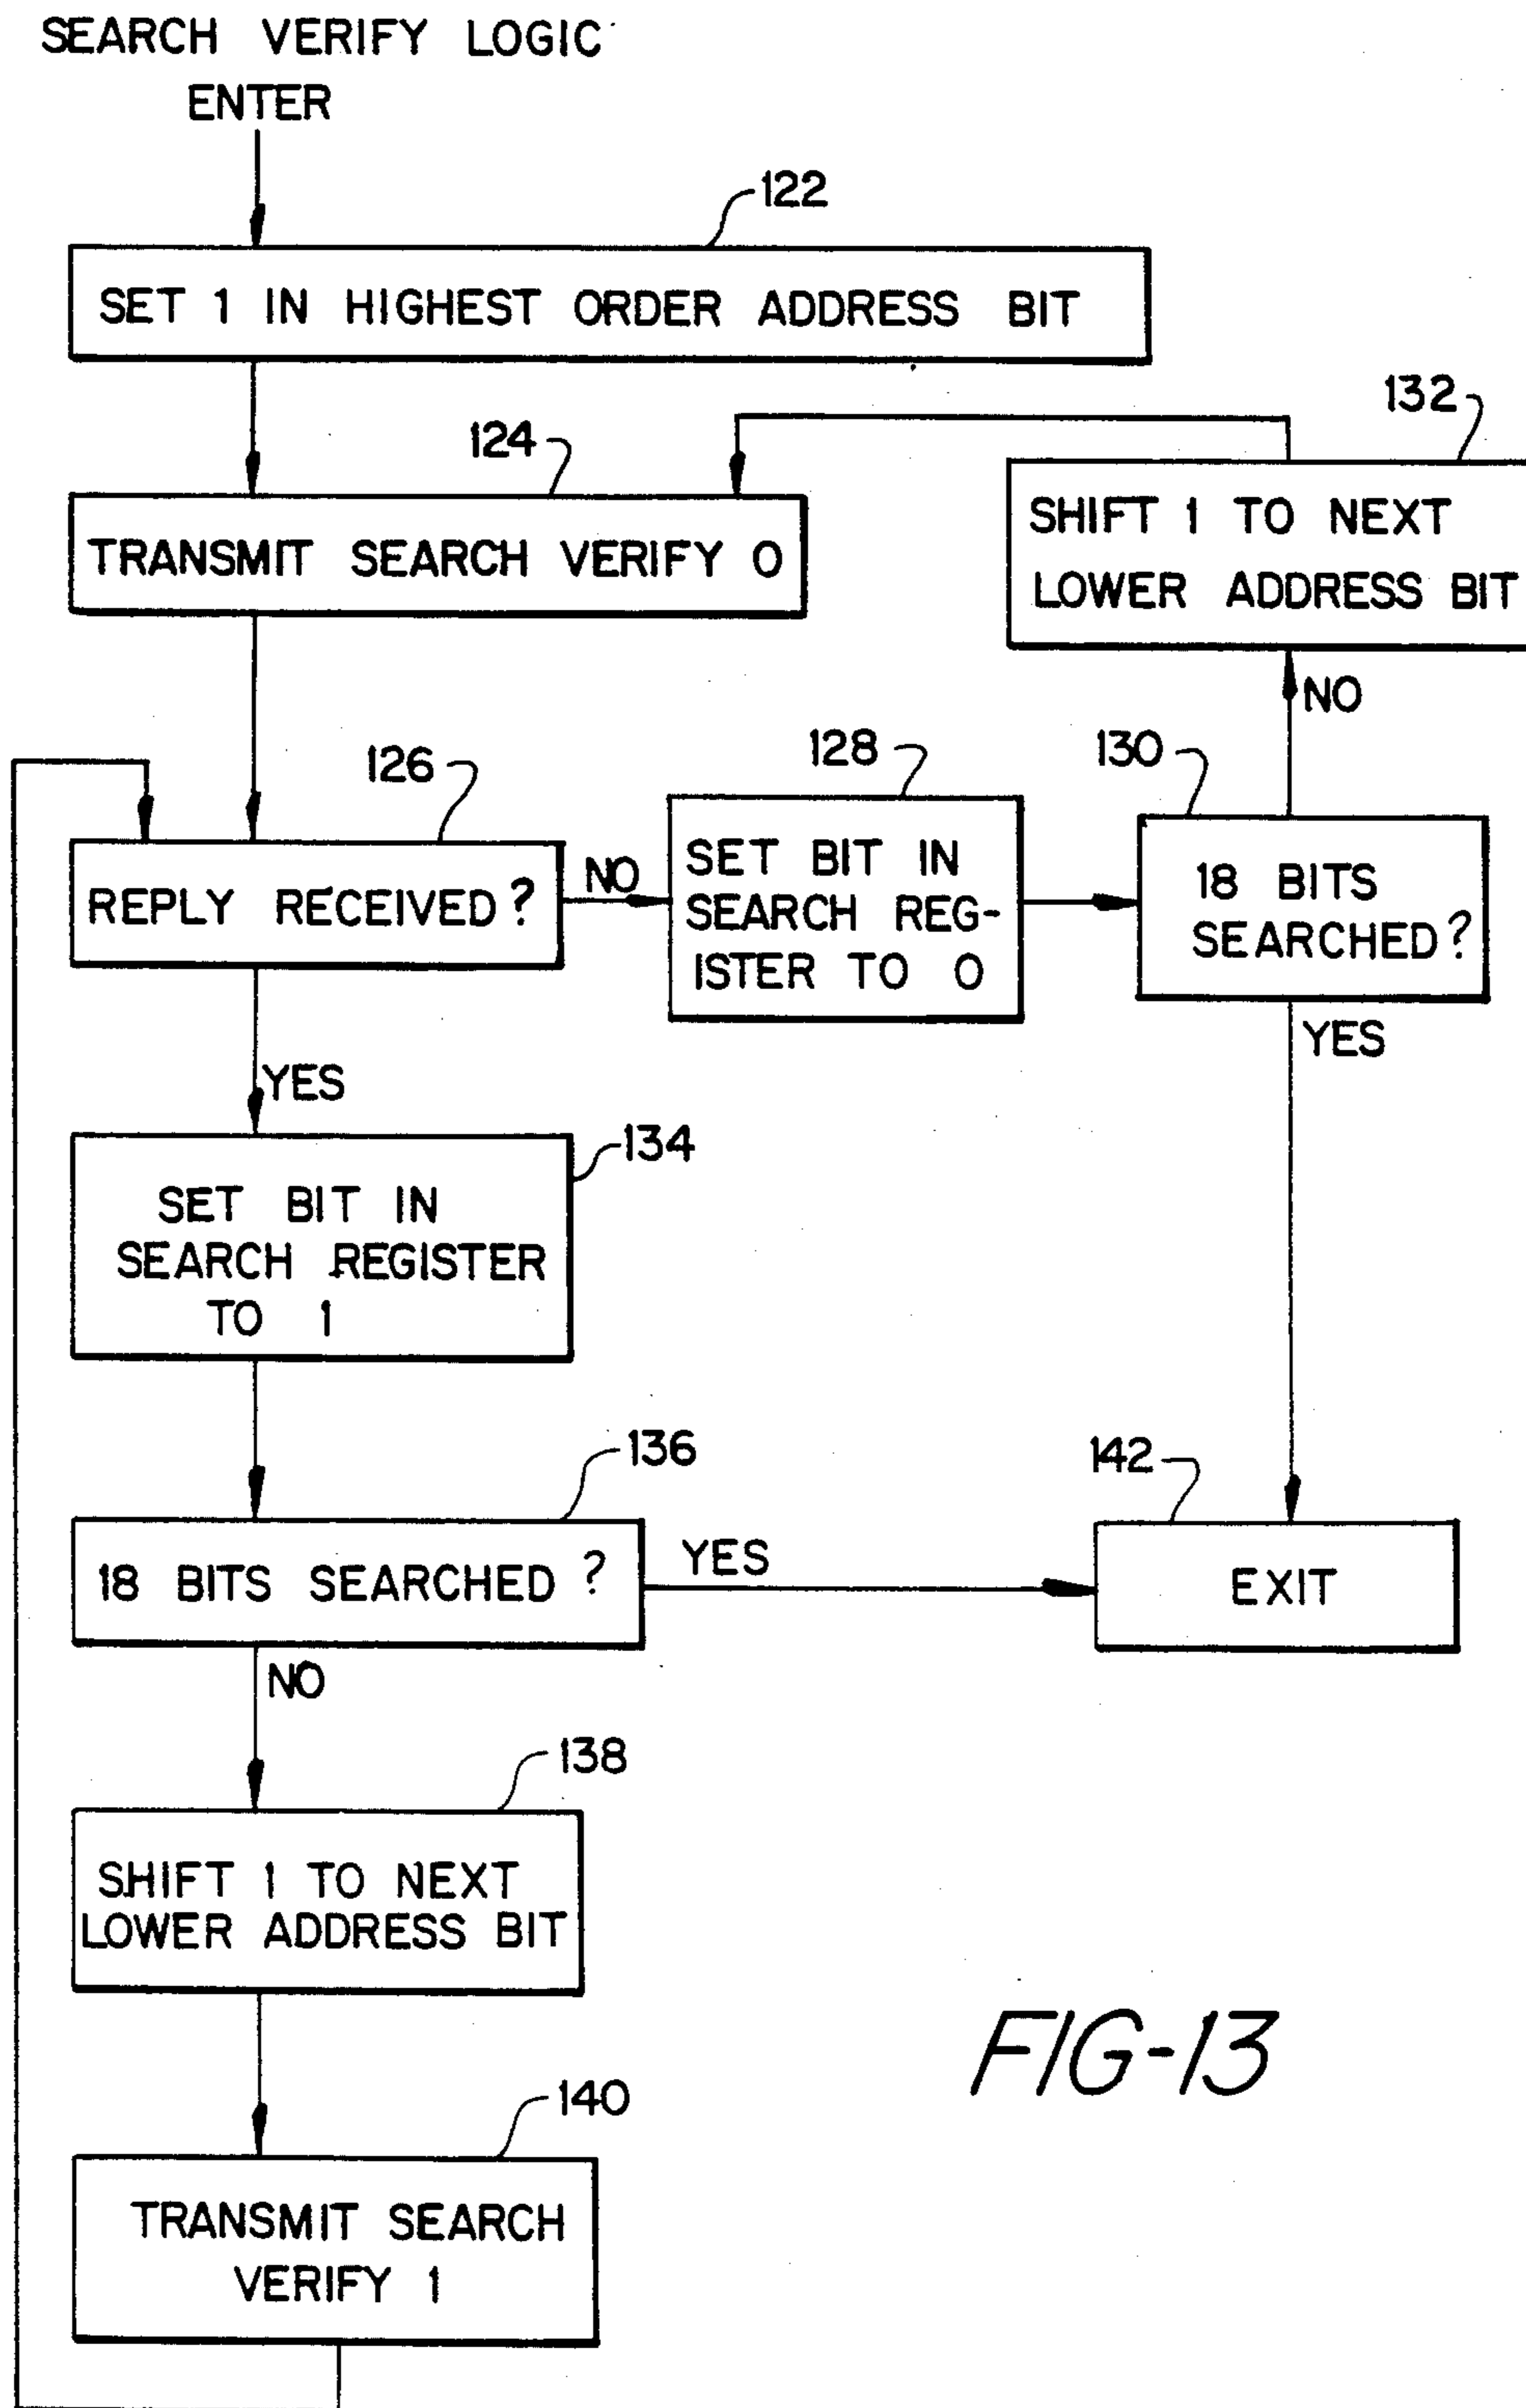 SEARCH VERIFY LOGIC
ENTER
122
SET 1 IN HIGHEST ORDER ADDRESS BIT
132
124
SHIFT 1 TO NEXT
LOWER ADDRESS BIT
TRANSMIT SEARCH VERIFY 0
NO
126
128
130
REPLY RECEIVED?
NO
SET BIT IN
SEARCH REG-
ISTER TO 0
18 BITS
SEARCHED?
YES
YES
134
SET BIT IN
SEARCH REGISTER
TO 1
136
142
18 BITS SEARCHED ?
YES
EXIT
NO
138
SHIFT 1 TO NEXT
LOWER ADDRESS BIT
FIG-13
140
TRANSMIT SEARCH
VERIFY 1